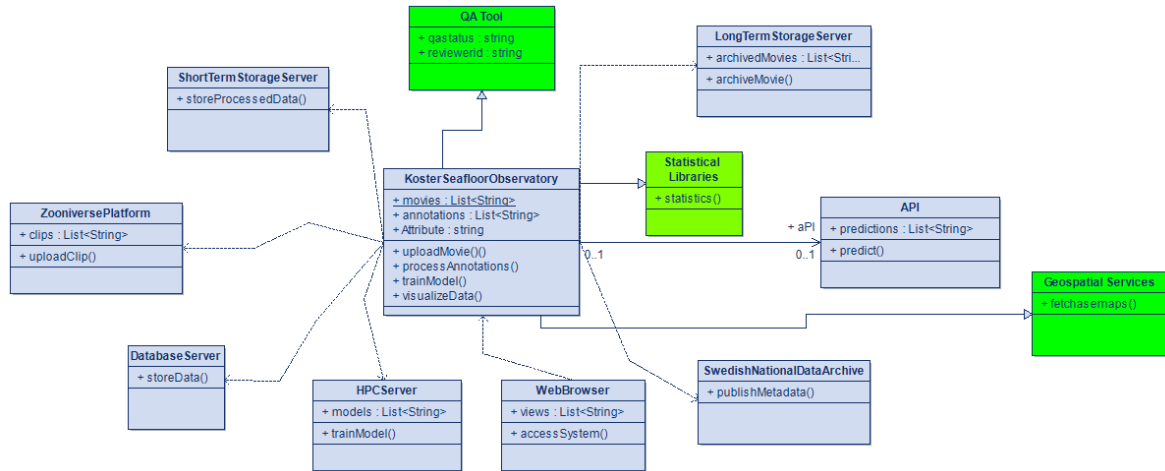 QA Tool
+ qastatus : string
+ reviewerid : string
LongTermStorageServer
+ archivedMovies : List<Stri...
+ archiveMovie()
ShortTermStorageServer
+ storeProcessedData()
KosterSeafloorObservatory
+ movies : List<String>
+ annotations : List<String>
+ Attribute : string
+ uploadMovie()()
+ processAnnotations()
+ trainModel()
+ visualizeData()
Statistical
Libraries
+ statistics()
ZooniversePlatform
+ clips : List<String>
+ uploadClip()
API
+ predictions : List<String>
+ predict()
+ aPI
0..1
0..1
Geospatial Services
+ fetchasemaps()
DatabaseServer
+ storeData()
HPCServer
+ models : List<String>
+ trainModel()
WebBrowser
+ views : List<String>
+ accessSystem()
SwedishNationalDataArchive
+ publishMetadata()